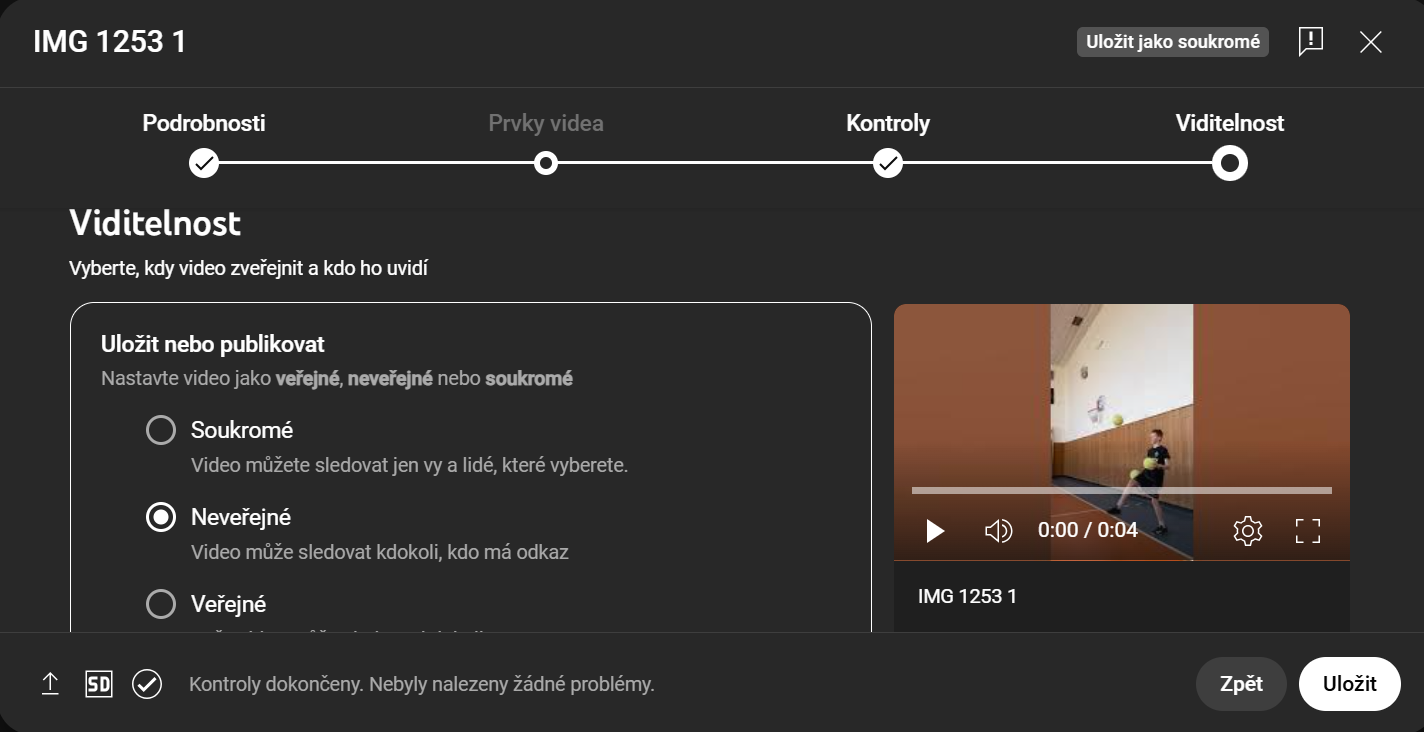 IMG 1253 1
Uložit jako soukromé
Podrobnosti
Prvky videa
Kontroly
Viditelnost
Viditelnost
Vyberte, kdy video zveřejnit a kdo ho uvidí
Uložit nebo publikovat
Nastavte video jako veřejné, neveřejné nebo soukromé
Soukromé
Video můžete sledovat jen vy a lidé, které vyberete.
Neveřejné
Video může sledovat kdokoli, kdo má odkaz
Veřejné
0:00 / 0:04
IMG 1253 1
SD
Kontroly dokončeny. Nebyly nalezeny žádné problémy.
Zpět
Uložit